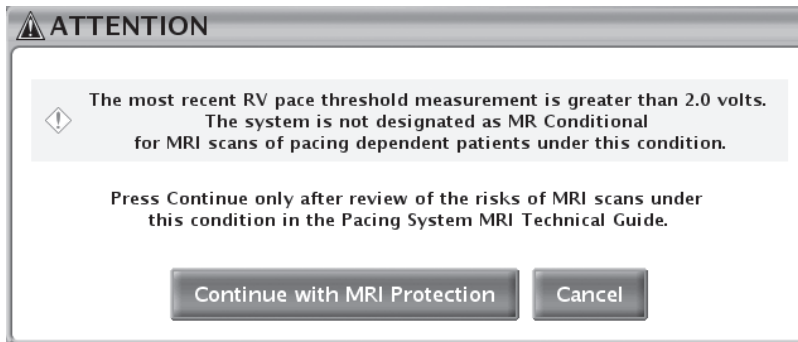 ATTENTION
The most recent RV pace threshold measurement is greater than 2.0 volts.
The system is not designated as MR Conditional
for MRI scans of pacing dependent patients under this condition.
Press Continue only after review of the risks of MRI scans under
this condition in the Pacing System MRI Technical Guide.
Continue with MRI Protection
Cancel